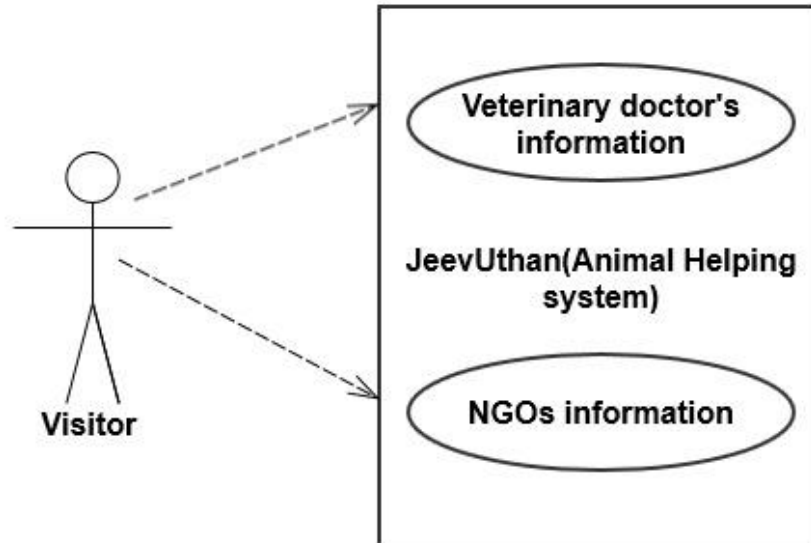 Veterinary doctor's
information
JeevUthan(Animal Helping
system)
NGOs information
Visitor